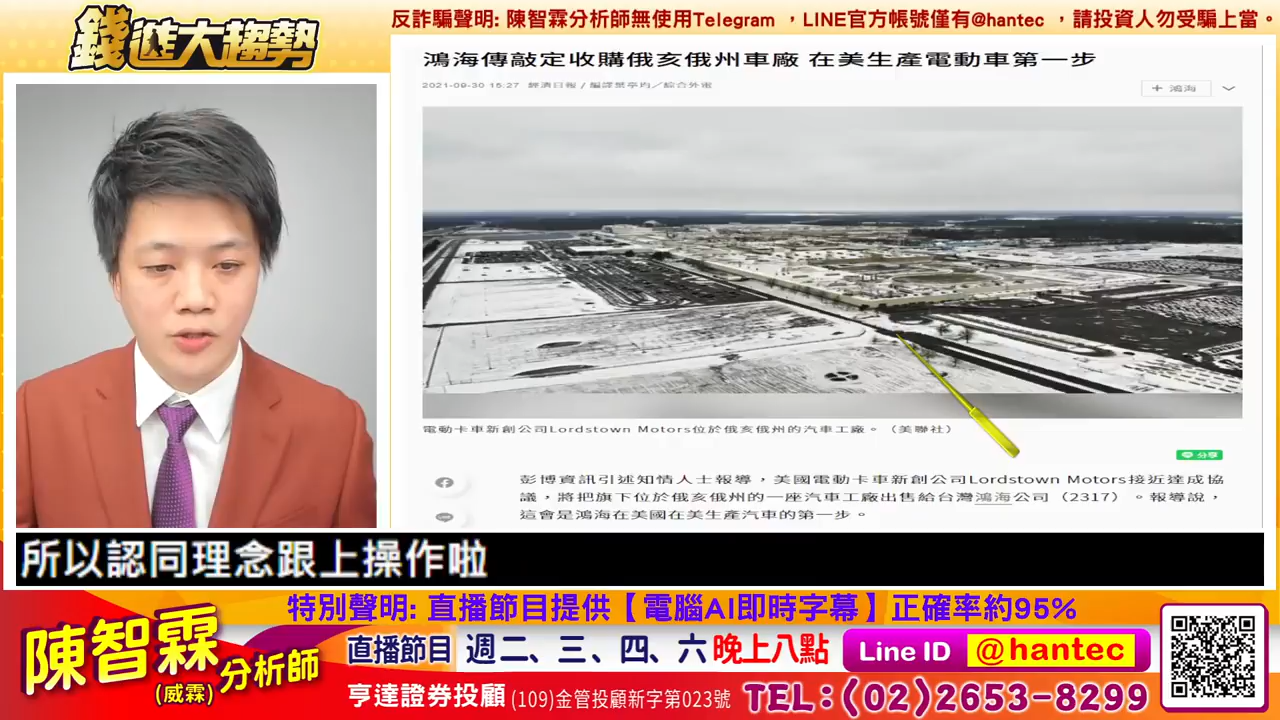 錢進大趨勢
反詐騙聲明: 陳智霖分析師無使用Telegram ，LINE官方帳號僅有@hantec ，請投資人勿受騙上當。
鴻海傳敲定收購俄亥俄州車廠 在美生產電動車第一步
2021-09-30 15:27 經濟日報 / 編譯葉亭均／綜合外電
＋ 鴻海
電動卡車新創公司Lordstown Motors位於俄亥俄州的汽車工廠。（美聯社）
分享
彭博資訊引述知情人士報導，美國電動卡車新創公司Lordstown Motors接近達成協
議，將把旗下位於俄亥俄州的一座汽車工廠出售給台灣鴻海公司（2317）。報導說，
這會是鴻海在美國在美生產汽車的第一步。
所以認同理念跟上操作啦
特別聲明: 直播節目提供【電腦AI即時字幕】正確率約95%
陳智霖
(威霖)
分析師
直播節目 週二、三、四、六 晚上八點
Line ID @hantec
亨達證券投顧 (109)金管投顧新字第023號 TEL:(02)2653-8299